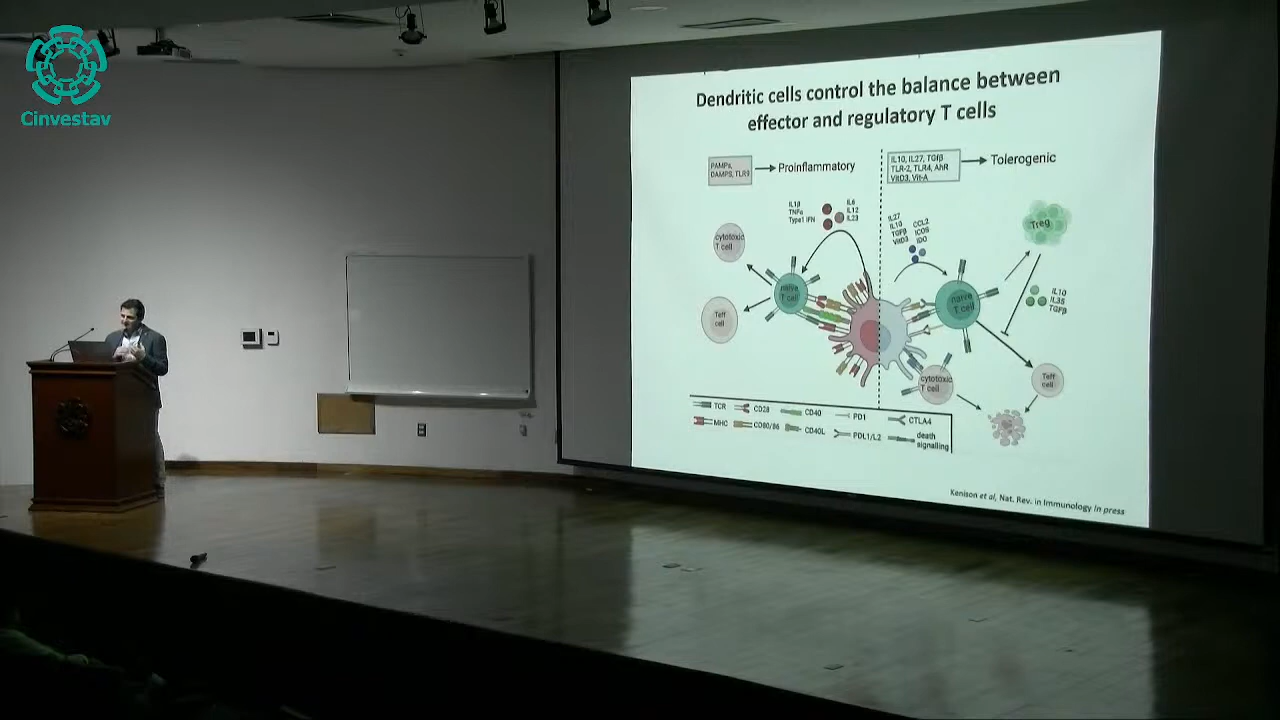 Cinvestav
Dendritic cells control the balance between
effector and regulatory T cells
PAMPs,
DAMPS, TLR9
Proinflammatory
IL10, IL27, TGFβ
TLR-2, TLR4, AhR
VitD3, Vit-A
Tolerogenic
IL1β
TNFα
Type1 IFN
IL6
IL12
IL23
IL27
IL10
TGFβ
VitD3
CCL2
ICOS
IDO
Treg
cytotoxic
T cell
naive
T cell
naive
T cell
IL10
IL35
TGFβ
Teff
cell
cytotoxic
T cell
Teff
cell
TCR
CD28
CD40
PD1
CTLA4
MHC
CD80/86
CD40L
PDL1/L2
death
signalling
Kenison et al, Nat. Rev. in Immunology in press